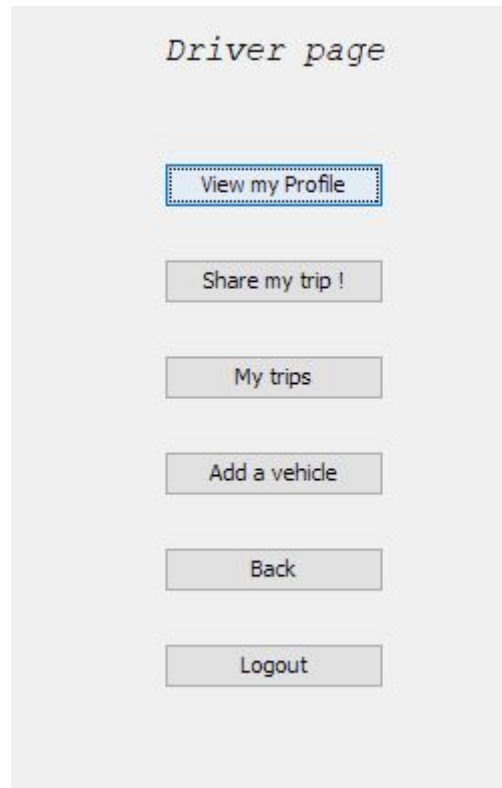 Driver page
View my Profile
Share my trip !
My trips
Add a vehicle
Back
Logout